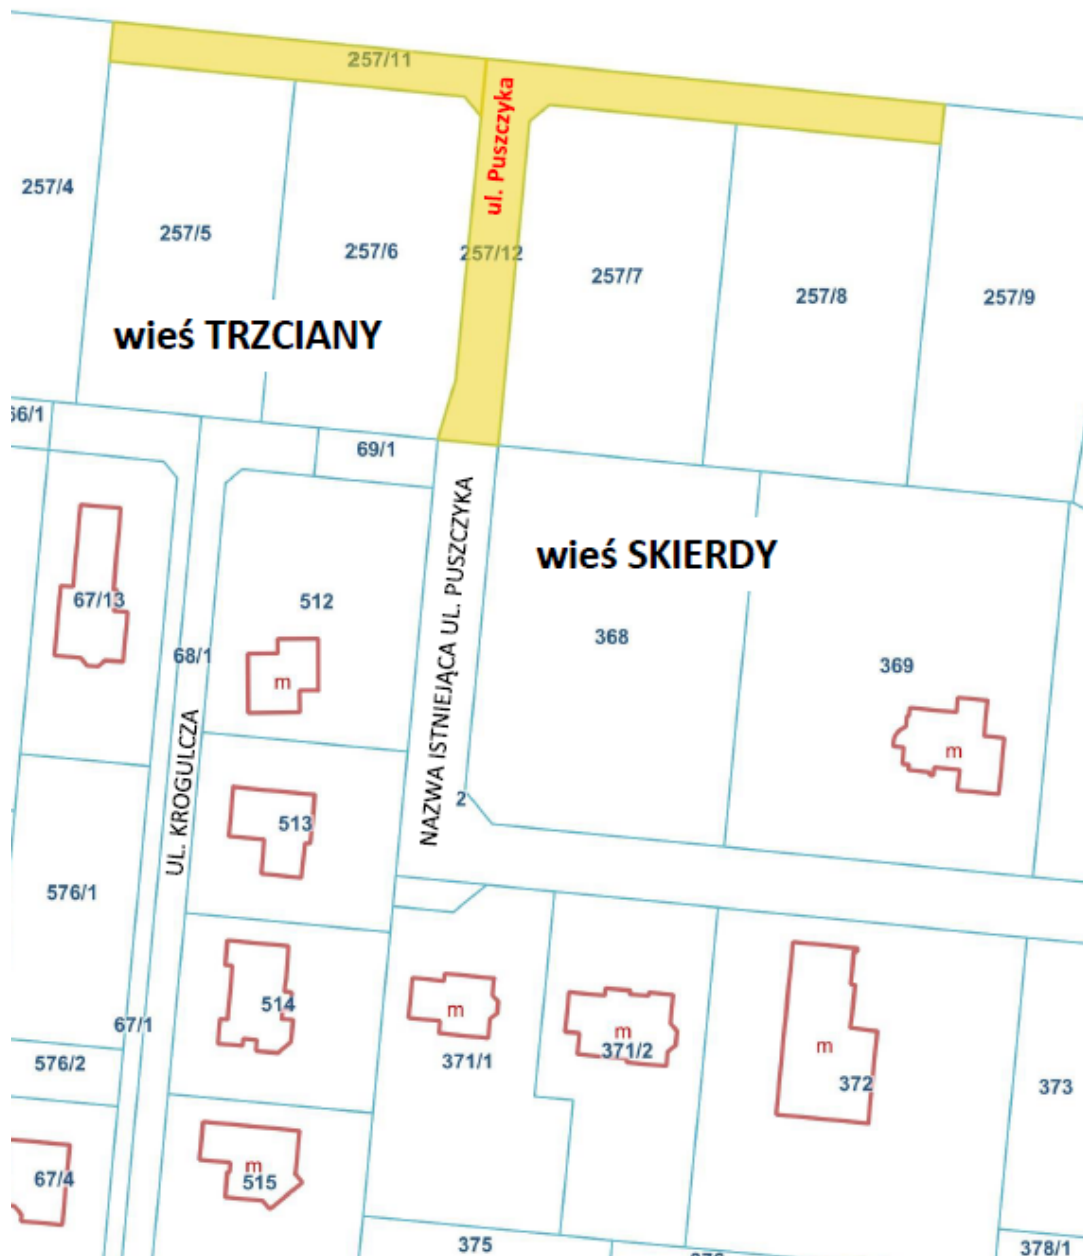 257/11
ul. Puszczyka
257/4
257/5
257/6
257/12
257/7
257/8
257/9
wieś TRZCIANY
66/1
69/1
wieś SKIERDY
67/13
512
NAZWA ISTNIEJĄCA UL. PUSZCZYKA
368
369
68/1
m
m
UL. KROGULCZA
2
513
576/1
514
67/1
m
371/1
m
371/2
m
372
373
576/2
67/4
m
515
375
378/1